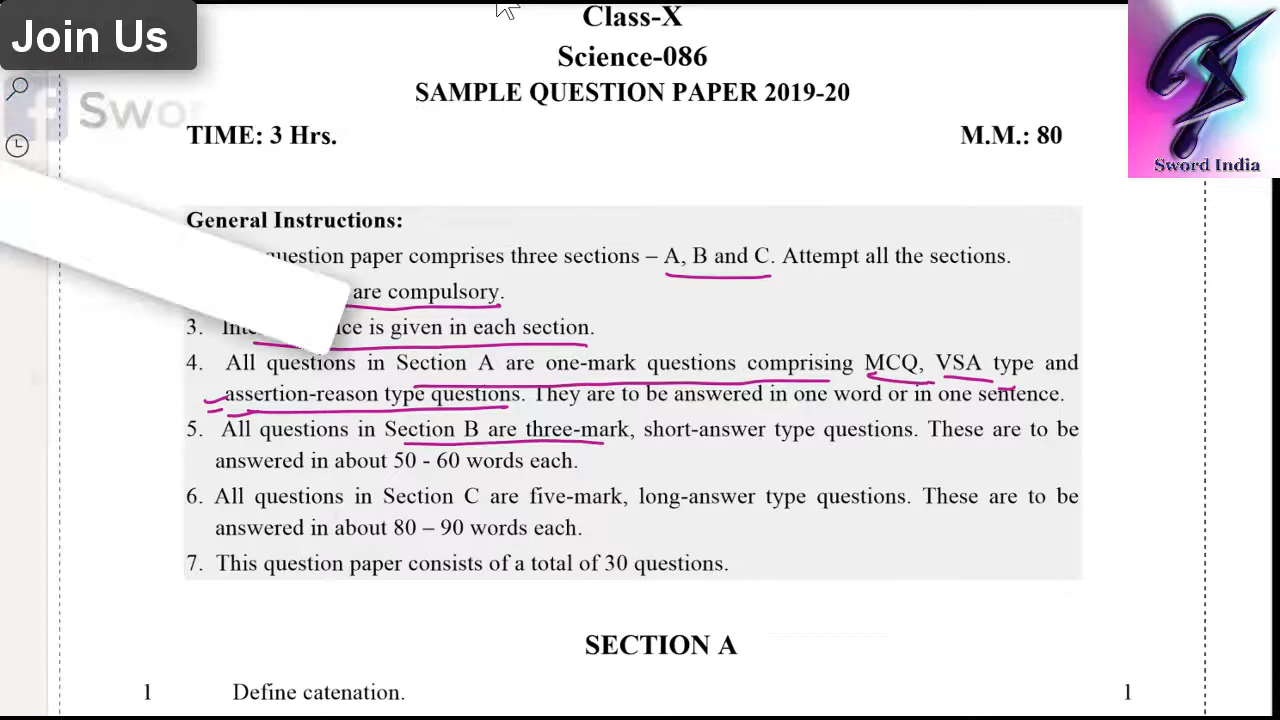 Join Us
Swor
Sword India
Class-X
Science-086
SAMPLE QUESTION PAPER 2019-20
TIME: 3 Hrs. M.M.: 80
General Instructions:
question paper comprises three sections – A, B and C. Attempt all the sections.
are compulsory.
3. is given in each section.
4. All questions in Section A are one-mark questions comprising MCQ, VSA type and
assertion-reason type questions. They are to be answered in one word or in one sentence.
5. All questions in Section B are three-mark, short-answer type questions. These are to be
answered in about 50 - 60 words each.
6. All questions in Section C are five-mark, long-answer type questions. These are to be
answered in about 80 – 90 words each.
7. This question paper consists of a total of 30 questions.
SECTION A
1 Define catenation. 1